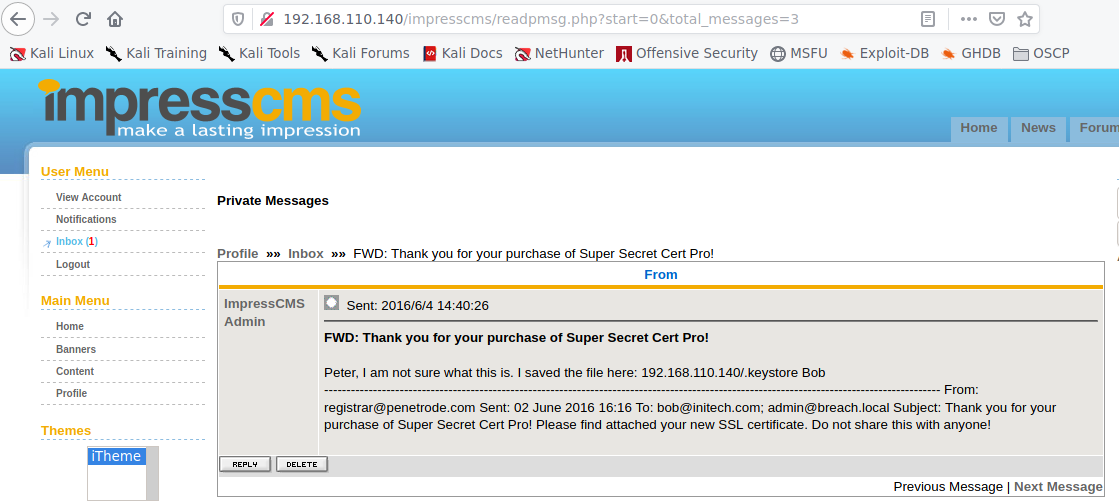 192.168.110.140/impresscms/readpmsg.php?start=0&total_messages=3
Kali Linux Kali Training Kali Tools Kali Forums Kali Docs NetHunter Offensive Security MSFU Exploit-DB GHDB OSCP
impresscms
make a lasting impression
Home News Forum
User Menu
View Account
Notifications
Inbox (1)
Logout
Main Menu
Home
Banners
Content
Profile
Themes
iTheme
Private Messages
Profile »» Inbox »» FWD: Thank you for your purchase of Super Secret Cert Pro!
From
ImpressCMS
Admin
Sent: 2016/6/4 14:40:26
FWD: Thank you for your purchase of Super Secret Cert Pro!
Peter, I am not sure what this is. I saved the file here: 192.168.110.140/.keystore Bob
------------------------------------------------------------------------------------------------------------------------------------------- From:
registrar@penetrode.com Sent: 02 June 2016 16:16 To: bob@initech.com; admin@breach.local Subject: Thank you for your
purchase of Super Secret Cert Pro! Please find attached your new SSL certificate. Do not share this with anyone!
REPLY DELETE
Previous Message | Next Message